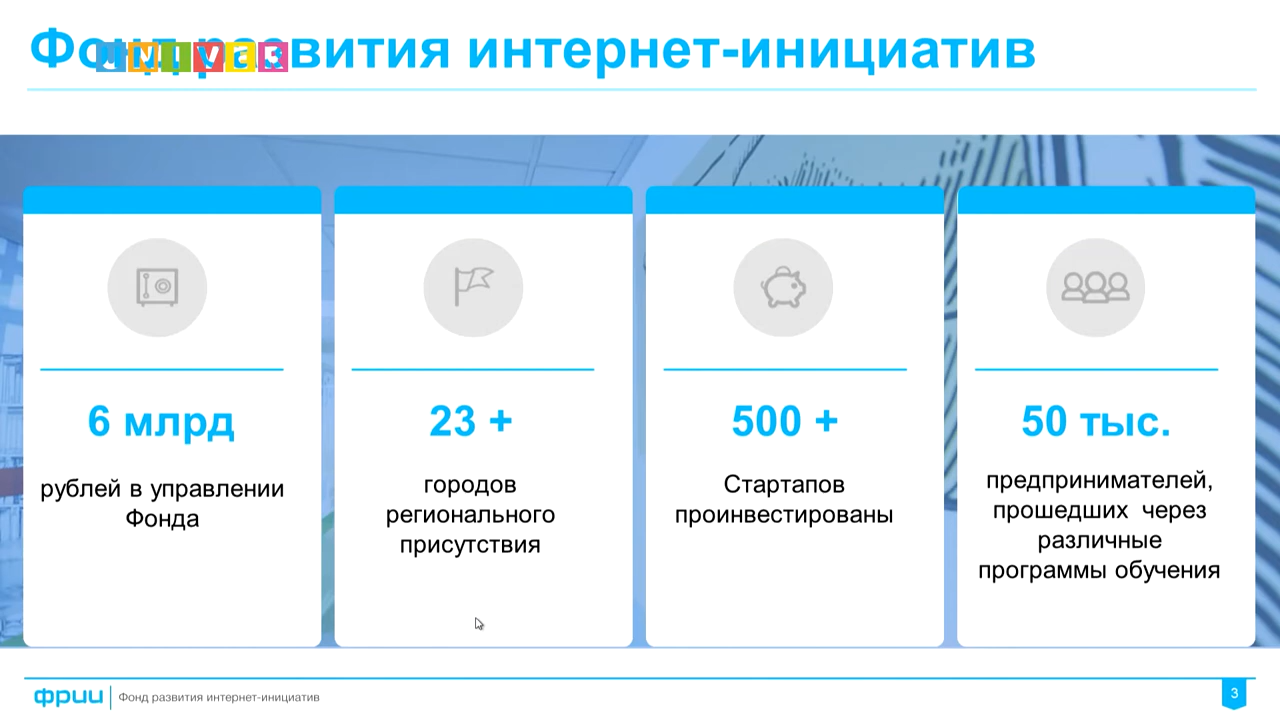 Фонд развития интернет-инициатив
UNIVER
6 млрд
рублей в управлении
Фонда
23 +
городов
регионального
присутствия
500 +
Стартапов
проинвестированы
50 тыс.
предпринимателей,
прошедших через
различные
программы обучения
фрии
Фонд развития интернет-инициатив
3